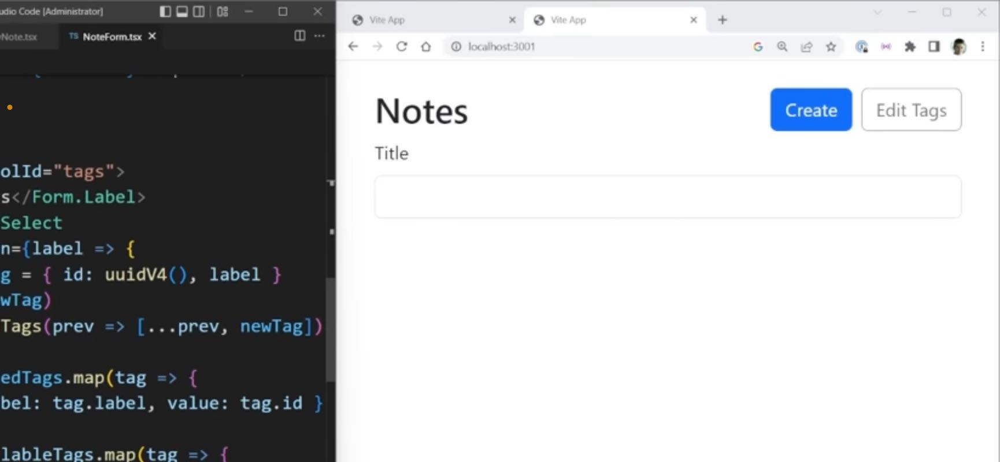 udio Code [Administrator]
Note.tsx
TS NoteForm.tsx
olId="tags">
s</Form.Label>
Select
n={label => {
g = { id: uuidV4(), label }
wTag)
Tags(prev => [...prev, newTag])
edTags.map(tag => {
bel: tag.label, value: tag.id }
lableTags.map(tag => {
Vite App
Vite App
localhost:3001
Notes
Create
Edit Tags
Title